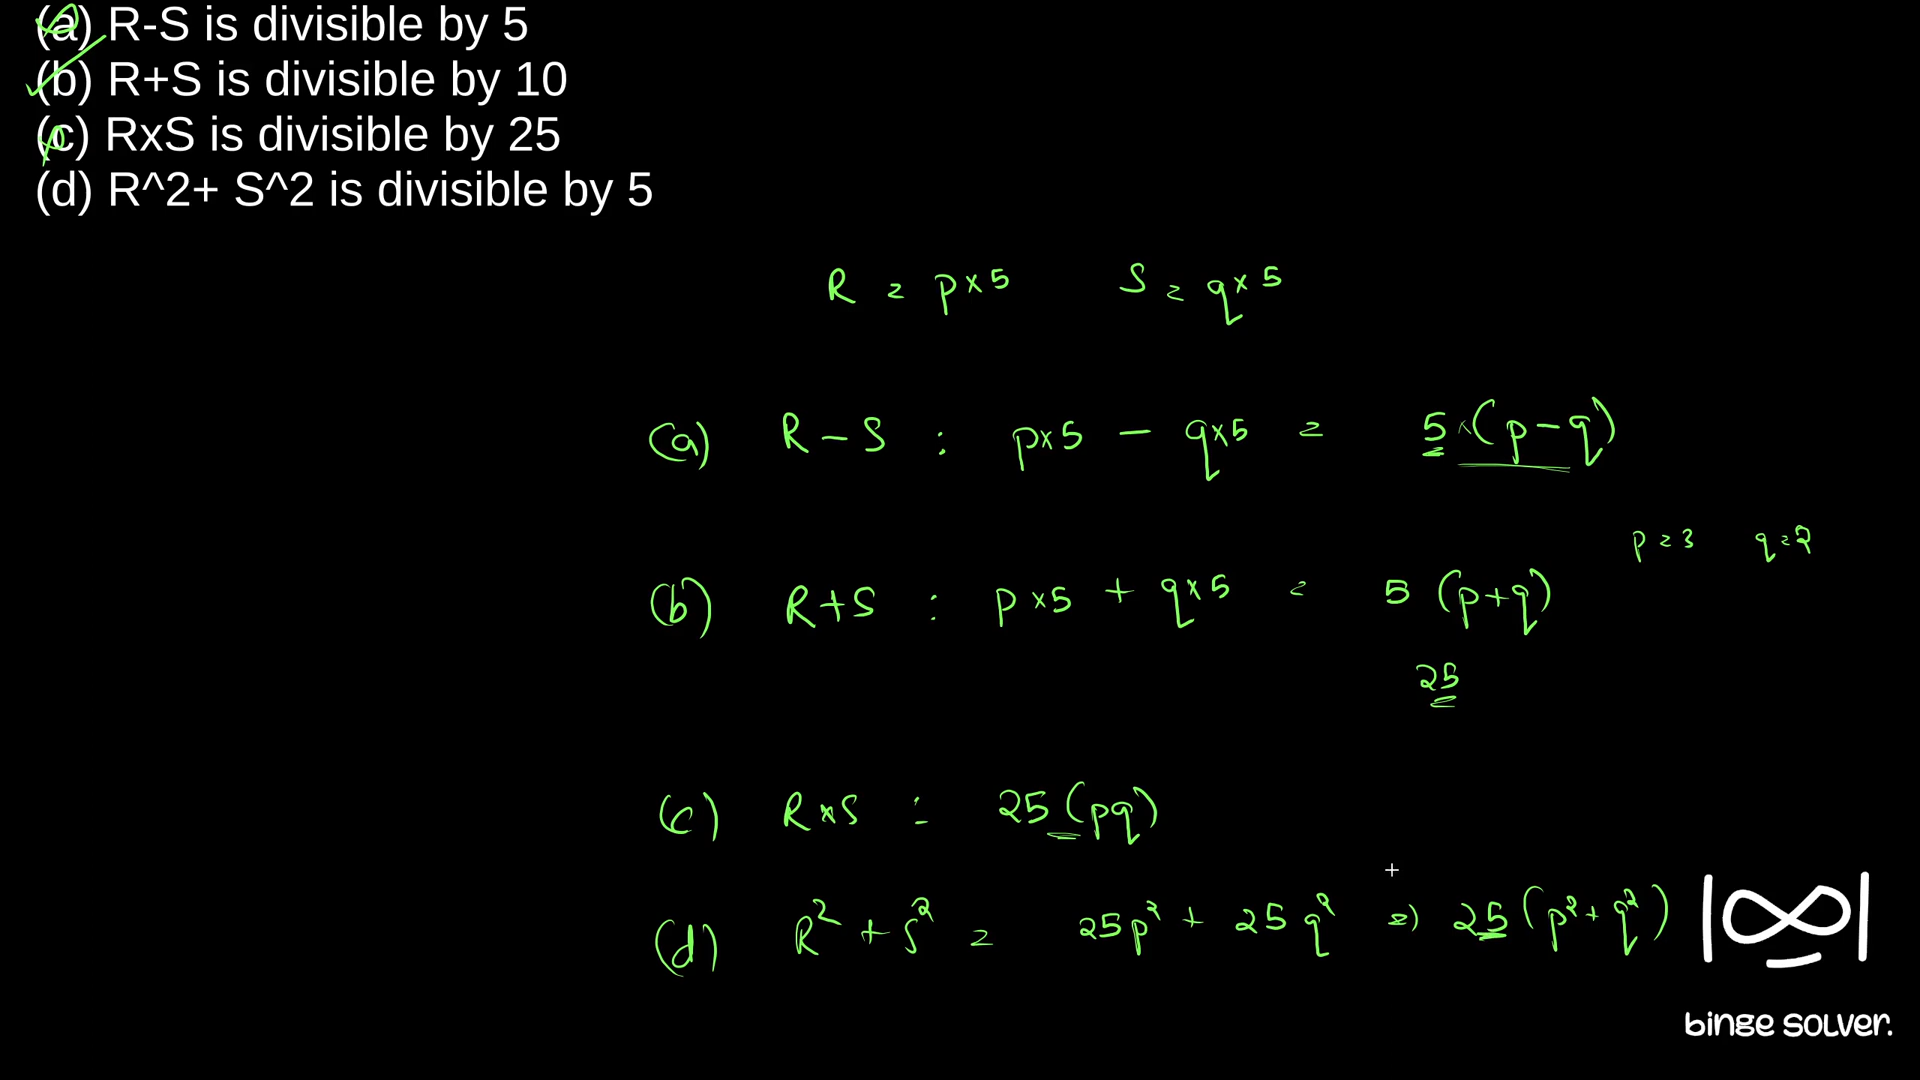 (a) R-S is divisible by 5
(b) R+S is divisible by 10
(c) RxS is divisible by 25
(d) R^2+ S^2 is divisible by 5
R = p×5 S = q×5
(a) R - S : p×5 - q×5 = 5 × (p-q)
p = 3 q = 2
(b) R+S : p×5 + q×5 = 5 (p+q)
25
(c) R×S : 25 (pq)
(d) R² + S² = 25p² + 25q² => 25 (p² + q²)
binge solver.